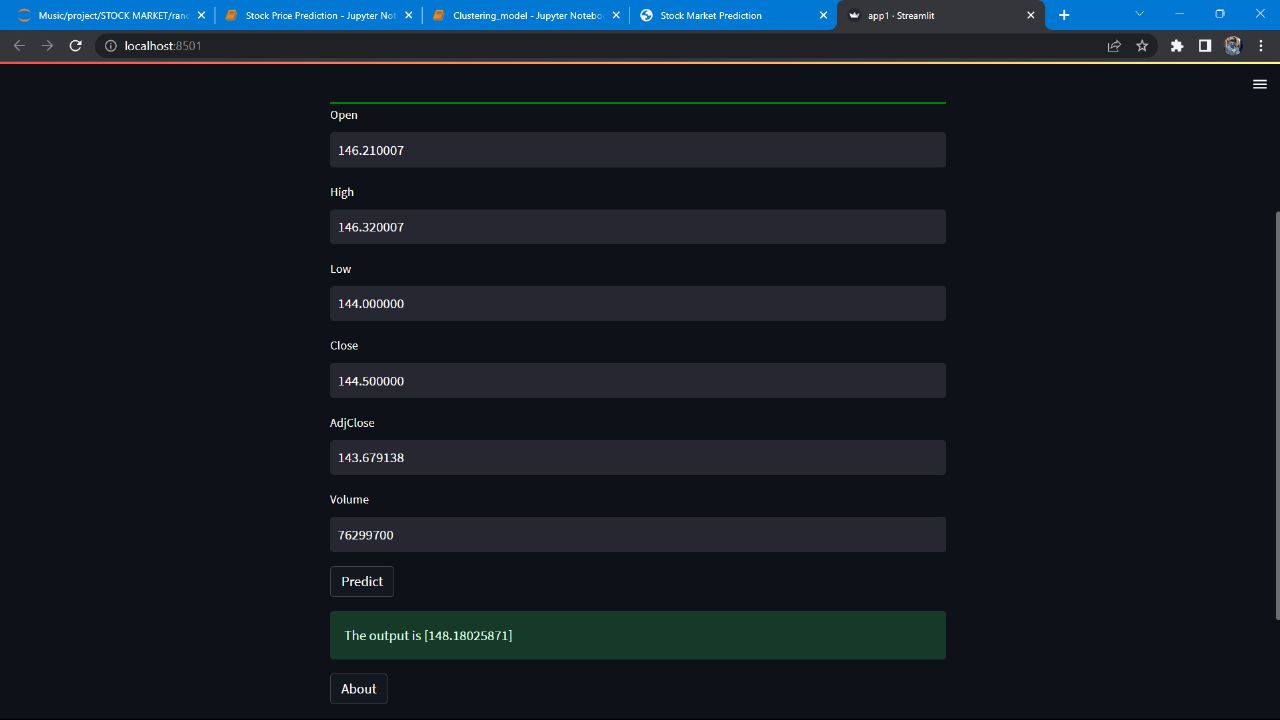 Music/project/STOCK MARKET/ran
Stock Price Prediction - Jupyter Not
Clustering_model - Jupyter Notebo
Stock Market Prediction
app1 · Streamlit
localhost:8501
Open
146.210007
High
146.320007
Low
144.000000
Close
144.500000
AdjClose
143.679138
Volume
76299700
Predict
The output is [148.18025871]
About